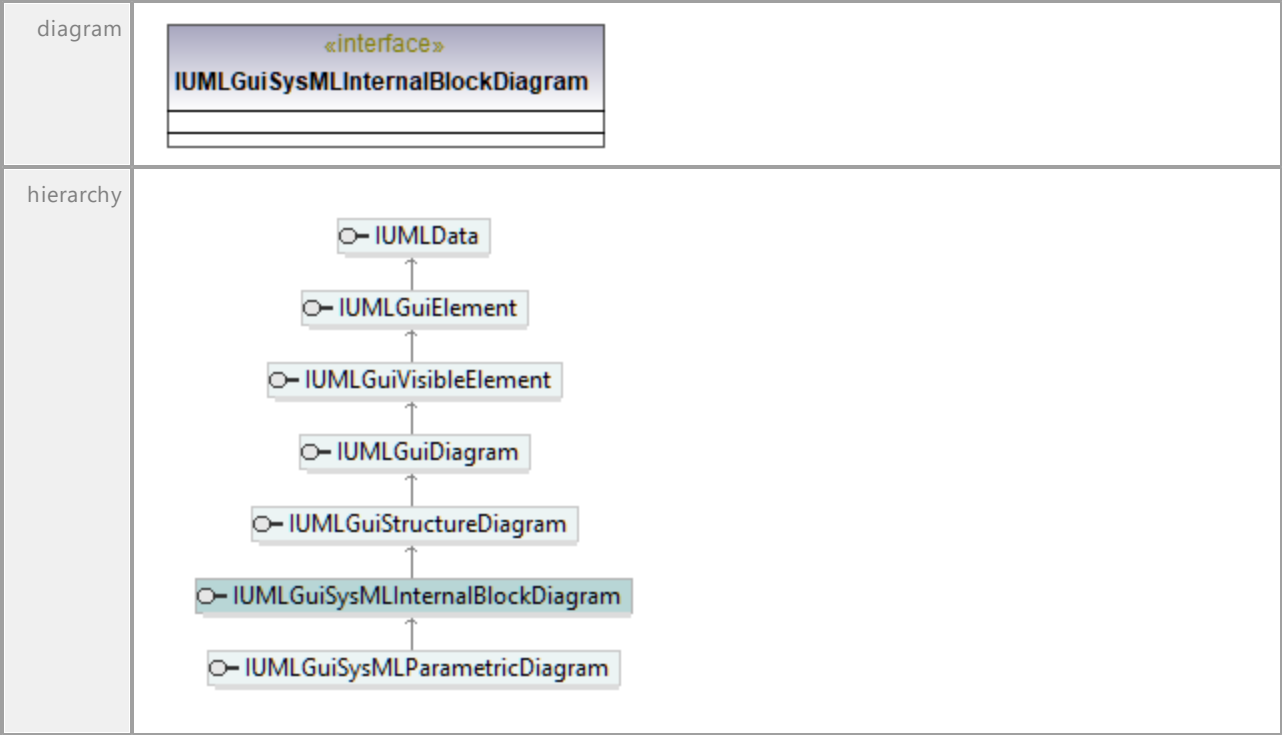 diagram
«interface»
IUMLGuiSysMLInternalBlockDiagram
hierarchy
IUMLData
IUMLGuiElement
IUMLGuiVisibleElement
IUMLGuiDiagram
IUMLGuiStructureDiagram
IUMLGuiSysMLInternalBlockDiagram
IUMLGuiSysMLParametricDiagram